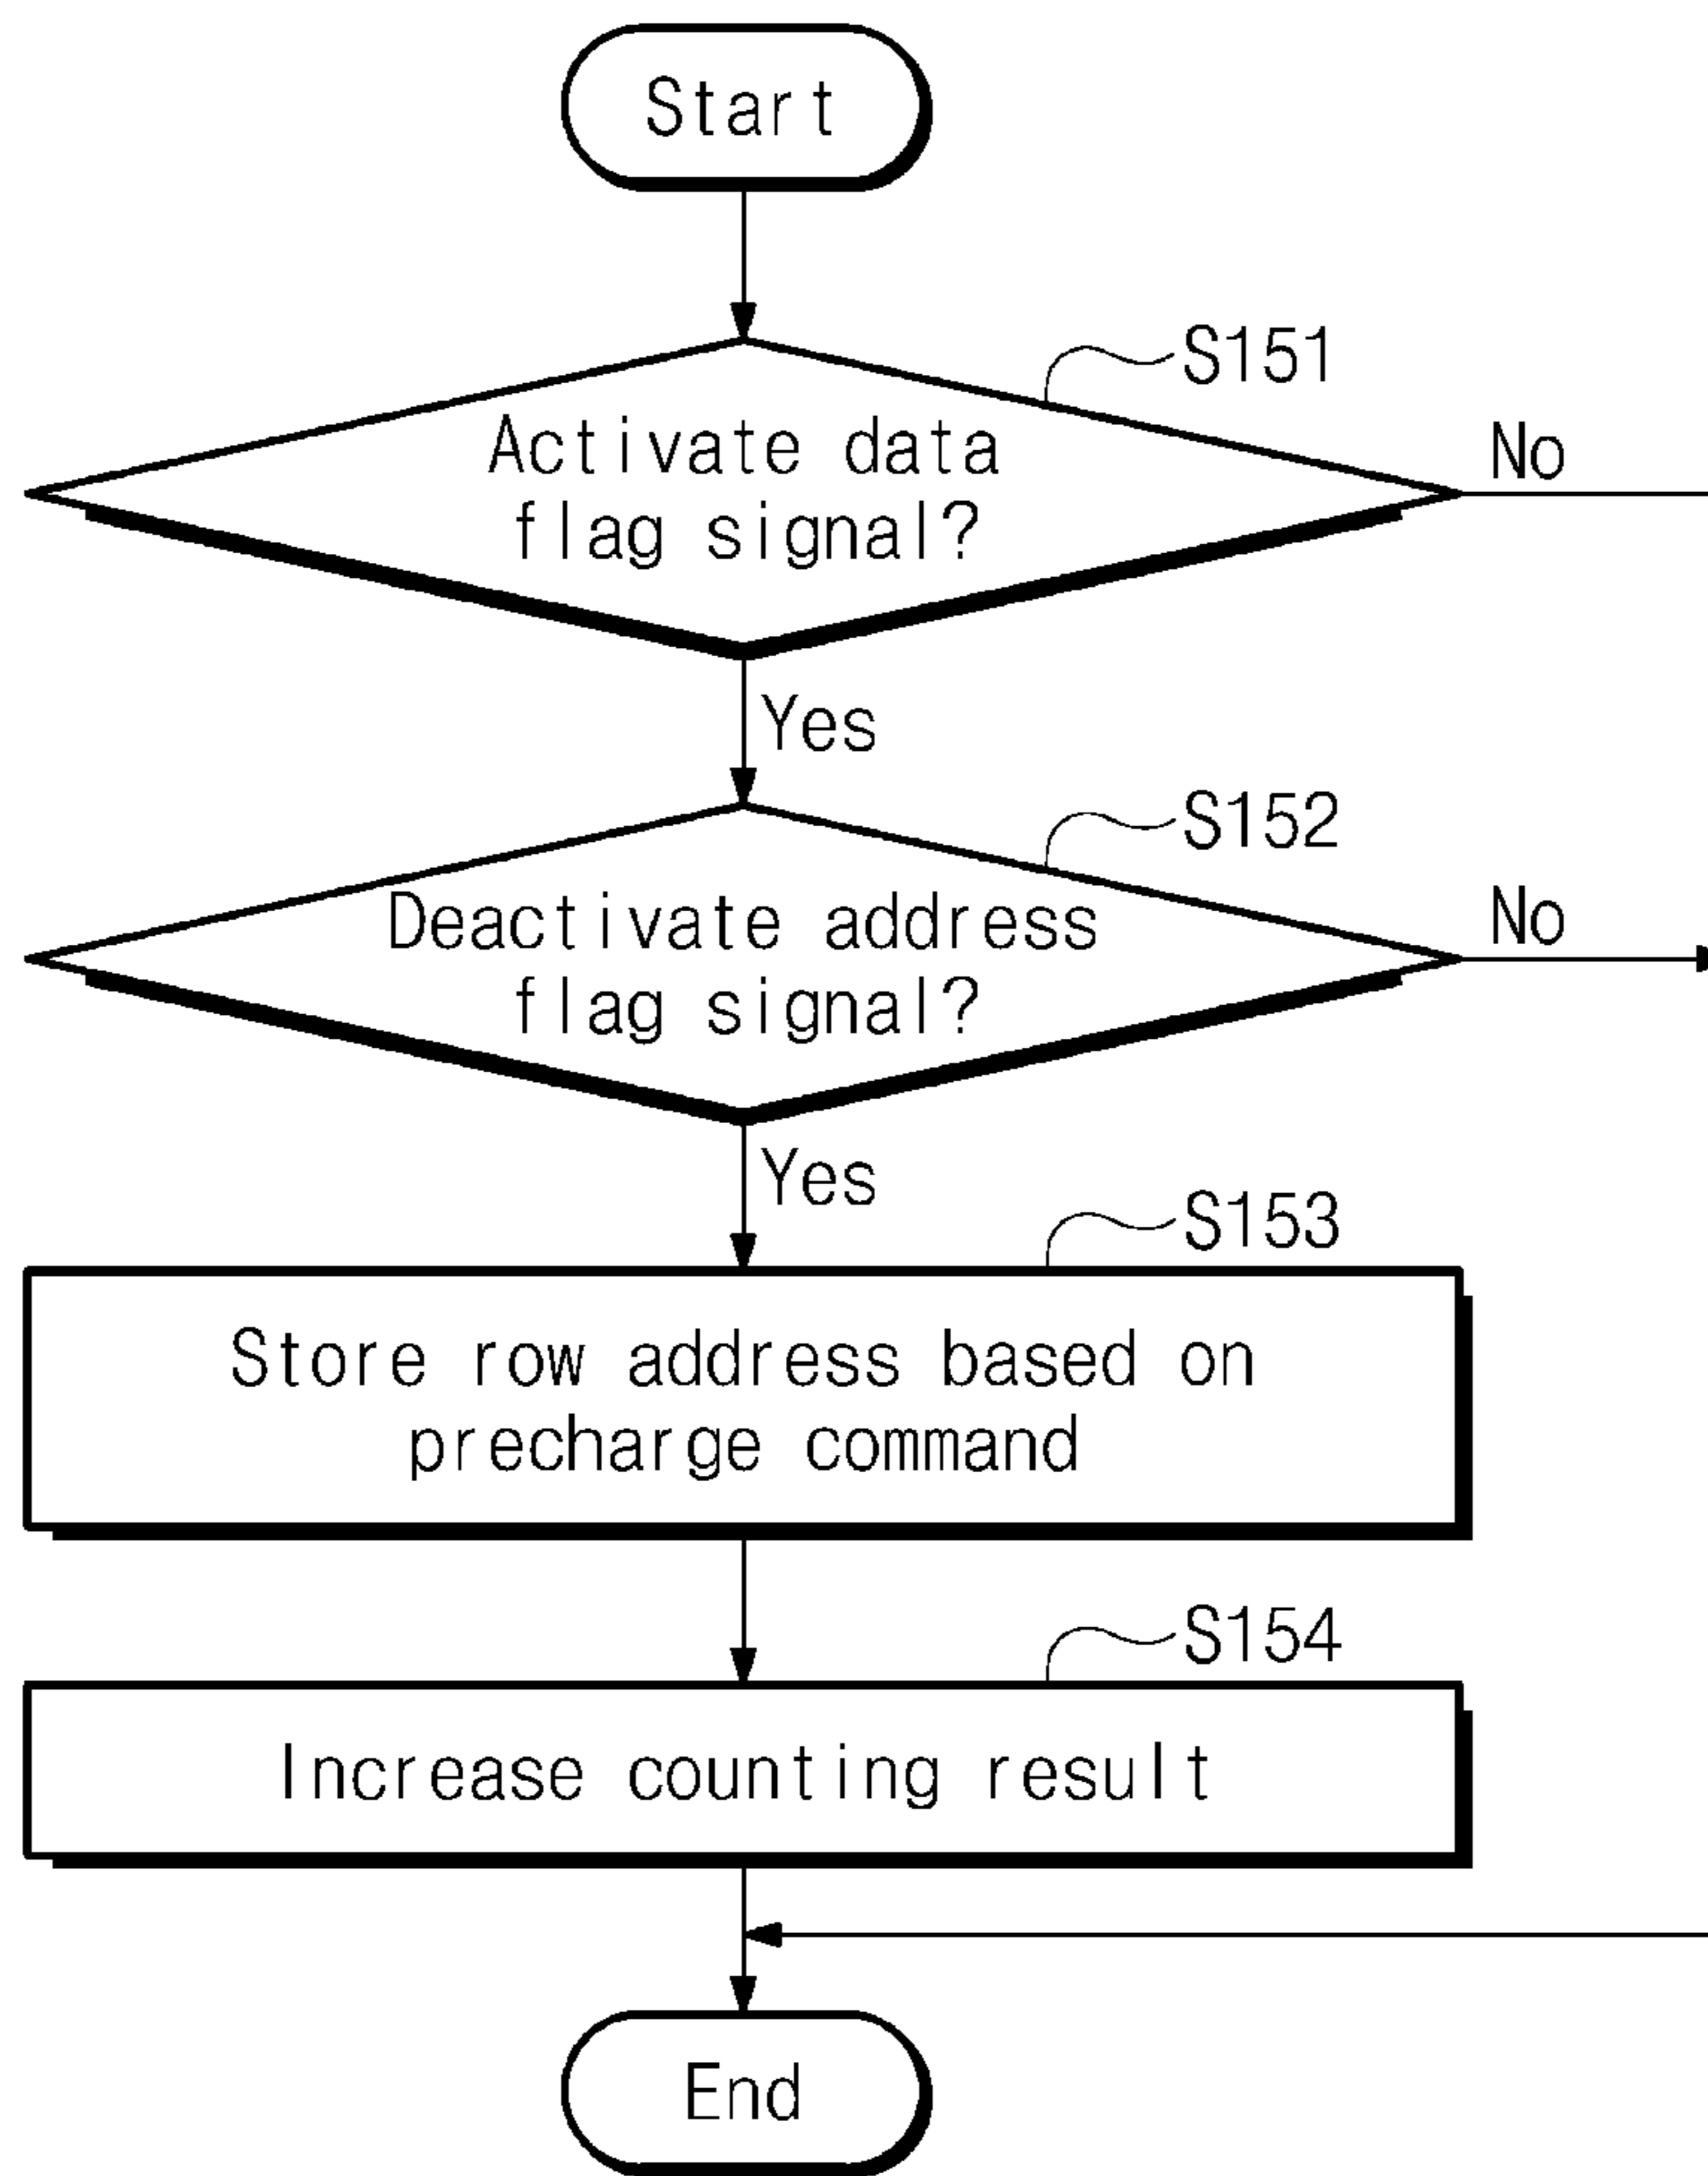 Start
S151
Activate data
flag signal?
No
Yes
S152
Deactivate address
flag signal?
No
Yes
S153
Store row address based on
precharge command
S154
Increase counting result
End